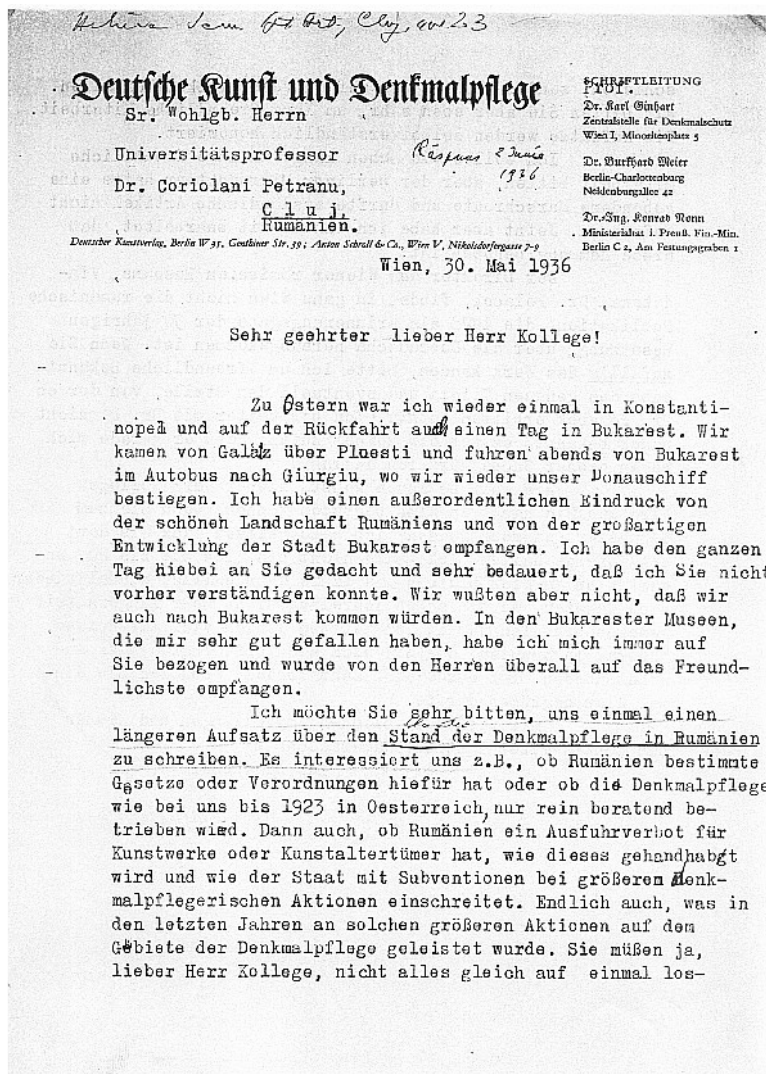 Cluj,
Deutsche Kunst und Denkmalpflege
SCHRIFTLEITUNG
Prof.
Dr. Karl Ginhart
Zentralstelle für Denkmalschutz
Wien I, Minoritenplatz 5
Dr. Burkhard Meier
Berlin-Charlottenburg
Neklenburgallee 42
Dr.-Ing. Konrad Nonn
Ministerialrat i. Preuß. Fin.-Min.
Berlin C 2, Am Festungsgraben 1
Sr. Wohlgb. Herrn
Universitätsprofessor
Dr. Coriolani Petranu,
Cluj,
Rumänien.
Răspuns 2 Iunie
1936
Deutscher Kunstverlag, Berlin W 35, Genthiner Str. 39; Anton Schroll & Co., Wien V, Nikolsdorfergasse 7-9
Wien, 30. Mai 1936
Sehr geehrter lieber Herr Kollege!
Zu Ostern war ich wieder einmal in Konstanti-
nopel und auf der Rückfahrt auch einen Tag in Bukarest. Wir
kamen von Galatz über Ploesti und fuhren abends von Bukarest
im Autobus nach Giurgiu, wo wir wieder unser Donauschiff
bestiegen. Ich habe einen außerordentlichen Eindruck von
der schönen Landschaft Rumäniens und von der großartigen
Entwicklung der Stadt Bukarest empfangen. Ich habe den ganzen
Tag hiebei an Sie gedacht und sehr bedauert, daß ich Sie nicht
vorher verständigen konnte. Wir wußten aber nicht, daß wir
auch nach Bukarest kommen würden. In den Bukarester Museen,
die mir sehr gut gefallen haben, habe ich mich immer auf
Sie bezogen und wurde von den Herren überall auf das Freund-
lichste empfangen.
Ich möchte Sie sehr bitten, uns einmal einen
längeren Aufsatz über den Stand der Denkmalpflege in Rumänien
zu schreiben. Es interessiert uns z.B., ob Rumänien bestimmte
Gesetze oder Verordnungen hiefür hat oder ob die Denkmalpflege
wie bei uns bis 1923 in Oesterreich, nur rein beratend be-
trieben wird. Dann auch, ob Rumänien ein Ausfuhrverbot für
Kunstwerke oder Kunstaltertümer hat, wie dieses gehandhabgt
wird und wie der Staat mit Subventionen bei größeren Denk-
malpflegerischen Aktionen einschreitet. Endlich auch, was in
den letzten Jahren an solchen größeren Aktionen auf dem
Gebiete der Denkmalpflege geleistet wurde. Sie müßen ja,
lieber Herr Kollege, nicht alles gleich auf einmal los-